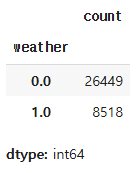 count
weather
0.0 26449
1.0 8518
dtype: int64